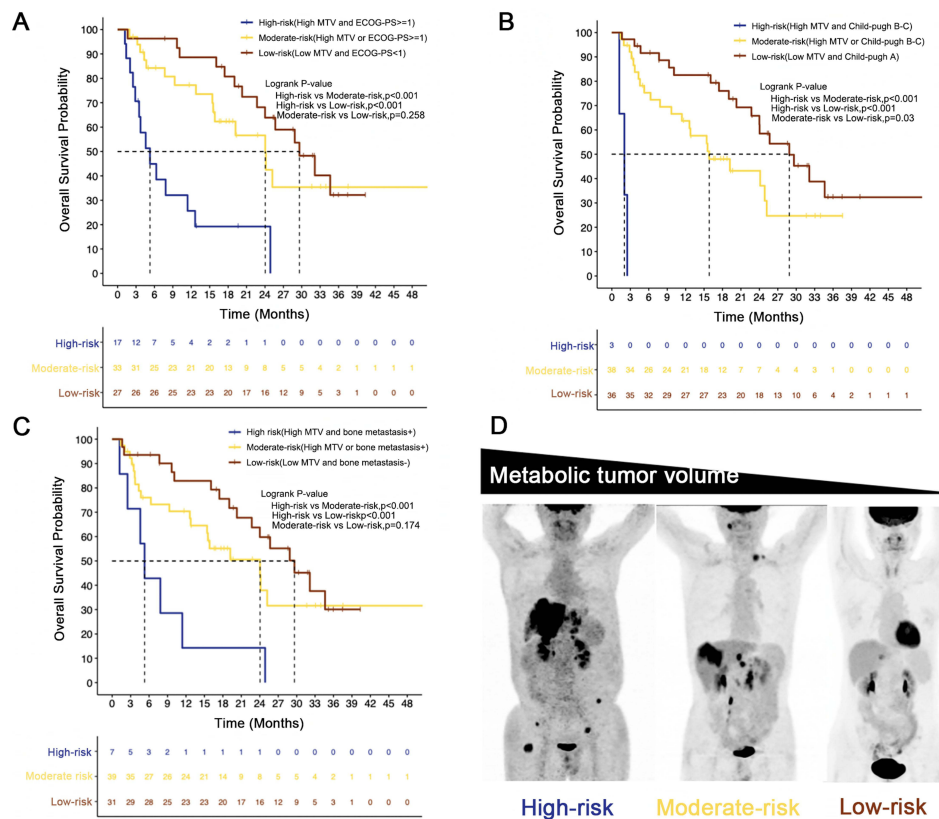 A
High-risk(High MTV and ECOG-PS>=1)
Moderate-risk(High MTV or ECOG-PS>=1)
Low-risk(Low MTV and ECOG-PS<1)
Logrank P-value
High-risk vs Moderate-risk,p<0.001
High-risk vs Low-risk,p<0.001
Moderate-risk vs Low-risk,p=0.258
Overall Survival Probability
100
90
80
70
60
50
40
30
20
10
0
0 3 6 9 12 15 18 21 24 27 30 33 36 39 42 45 48
Time (Months)
High-risk 17 12 7 5 4 2 2 1 1 0 0 0 0 0 0 0 0
Moderate-risk 33 31 25 23 21 20 13 9 8 5 5 4 2 1 1 1 1
Low-risk 27 26 26 25 23 23 20 17 16 12 9 5 3 1 0 0 0
B
High-risk(High MTV and Child-pugh B-C)
Moderate-risk(High MTV or Child-pugh B-C)
Low-risk(Low MTV and Child-pugh A)
Logrank P-value
High-risk vs Moderate-risk,p<0.001
High-risk vs Low-risk,p<0.001
Moderate-risk vs Low-risk,p=0.03
Overall Survival Probability
100
90
80
70
60
50
40
30
20
10
0
0 3 6 9 12 15 18 21 24 27 30 33 36 39 42 45 48
Time (Months)
High-risk 3 0 0 0 0 0 0 0 0 0 0 0 0 0 0 0 0
Moderate-risk 38 34 26 24 21 18 12 7 7 4 4 3 1 0 0 0 0
Low-risk 36 35 32 29 27 27 23 20 18 13 10 6 4 2 1 1 1
C
High risk(High MTV and bone metastasis+)
Moderate-risk(High MTV or bone metastasis+)
Low-risk(Low MTV and bone metastasis-)
Logrank P-value
High-risk vs Moderate-risk,p<0.001
High-risk vs Low-riskp<0.001
Moderate-risk vs Low-risk,p=0.174
Overall Survival Probability
100
90
80
70
60
50
40
30
20
10
0
0 3 6 9 12 15 18 21 24 27 30 33 36 39 42 45 48
Time (Months)
High-risk 7 5 3 2 1 1 1 1 1 0 0 0 0 0 0 0 0
Moderate risk 39 35 27 26 24 21 14 9 8 5 5 4 2 1 1 1 1
Low-risk 31 29 28 25 23 23 20 17 16 12 9 5 3 1 0 0 0
D
Metabolic tumor volume
High-risk Moderate-risk Low-risk